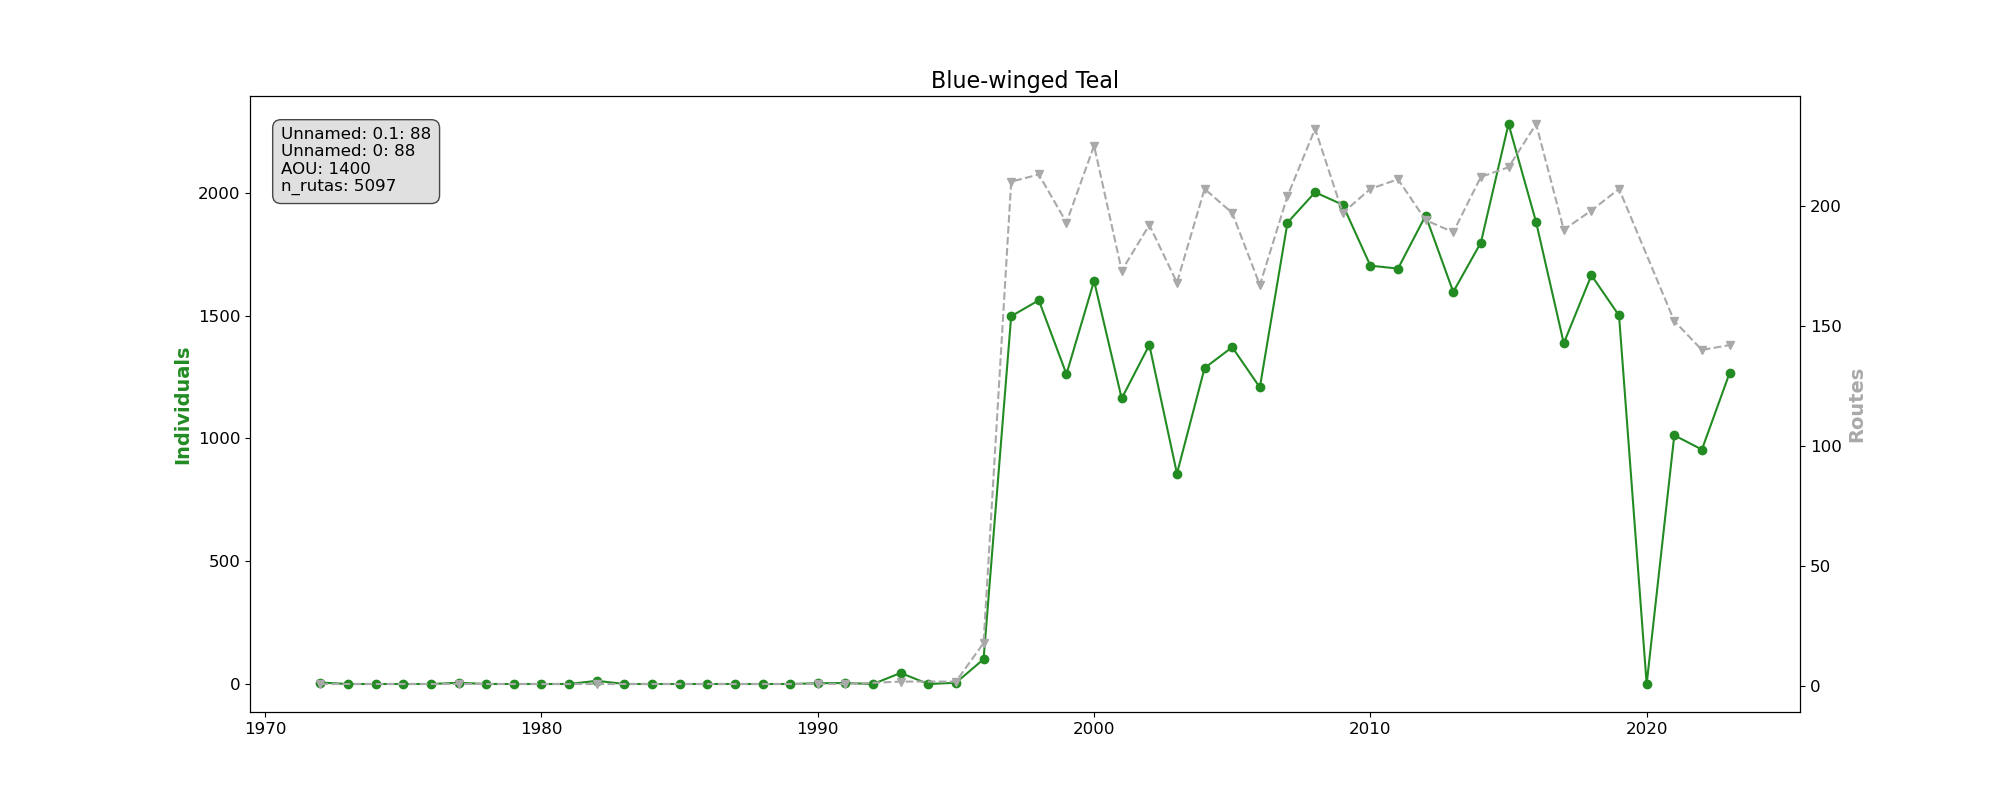 Blue-winged Teal
Unnamed: 0.1: 88
Unnamed: 0: 88
AOU: 1400
n_rutas: 5097
Individuals
2000
1500
1000
500
0
Routes
200
150
100
50
0
1970
1980
1990
2000
2010
2020